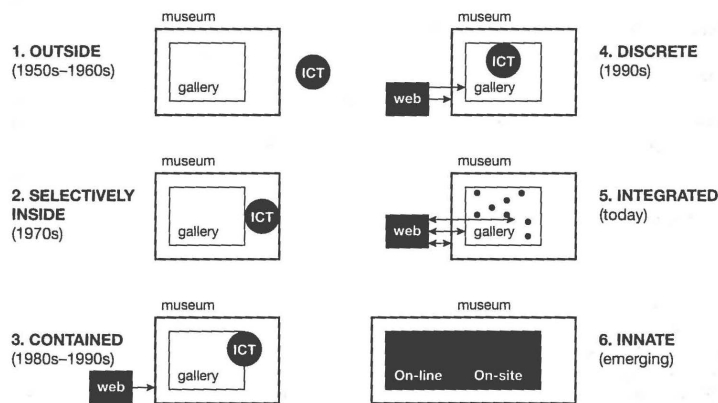 museum
1. OUTSIDE
(1950s–1960s)
gallery
ICT
museum
2. SELECTIVELY
INSIDE
(1970s)
gallery
ICT
museum
3. CONTAINED
(1980s–1990s)
gallery
ICT
web
museum
4. DISCRETE
(1990s)
ICT
gallery
web
museum
5. INTEGRATED
(today)
gallery
web
museum
6. INNATE
(emerging)
On-line On-site